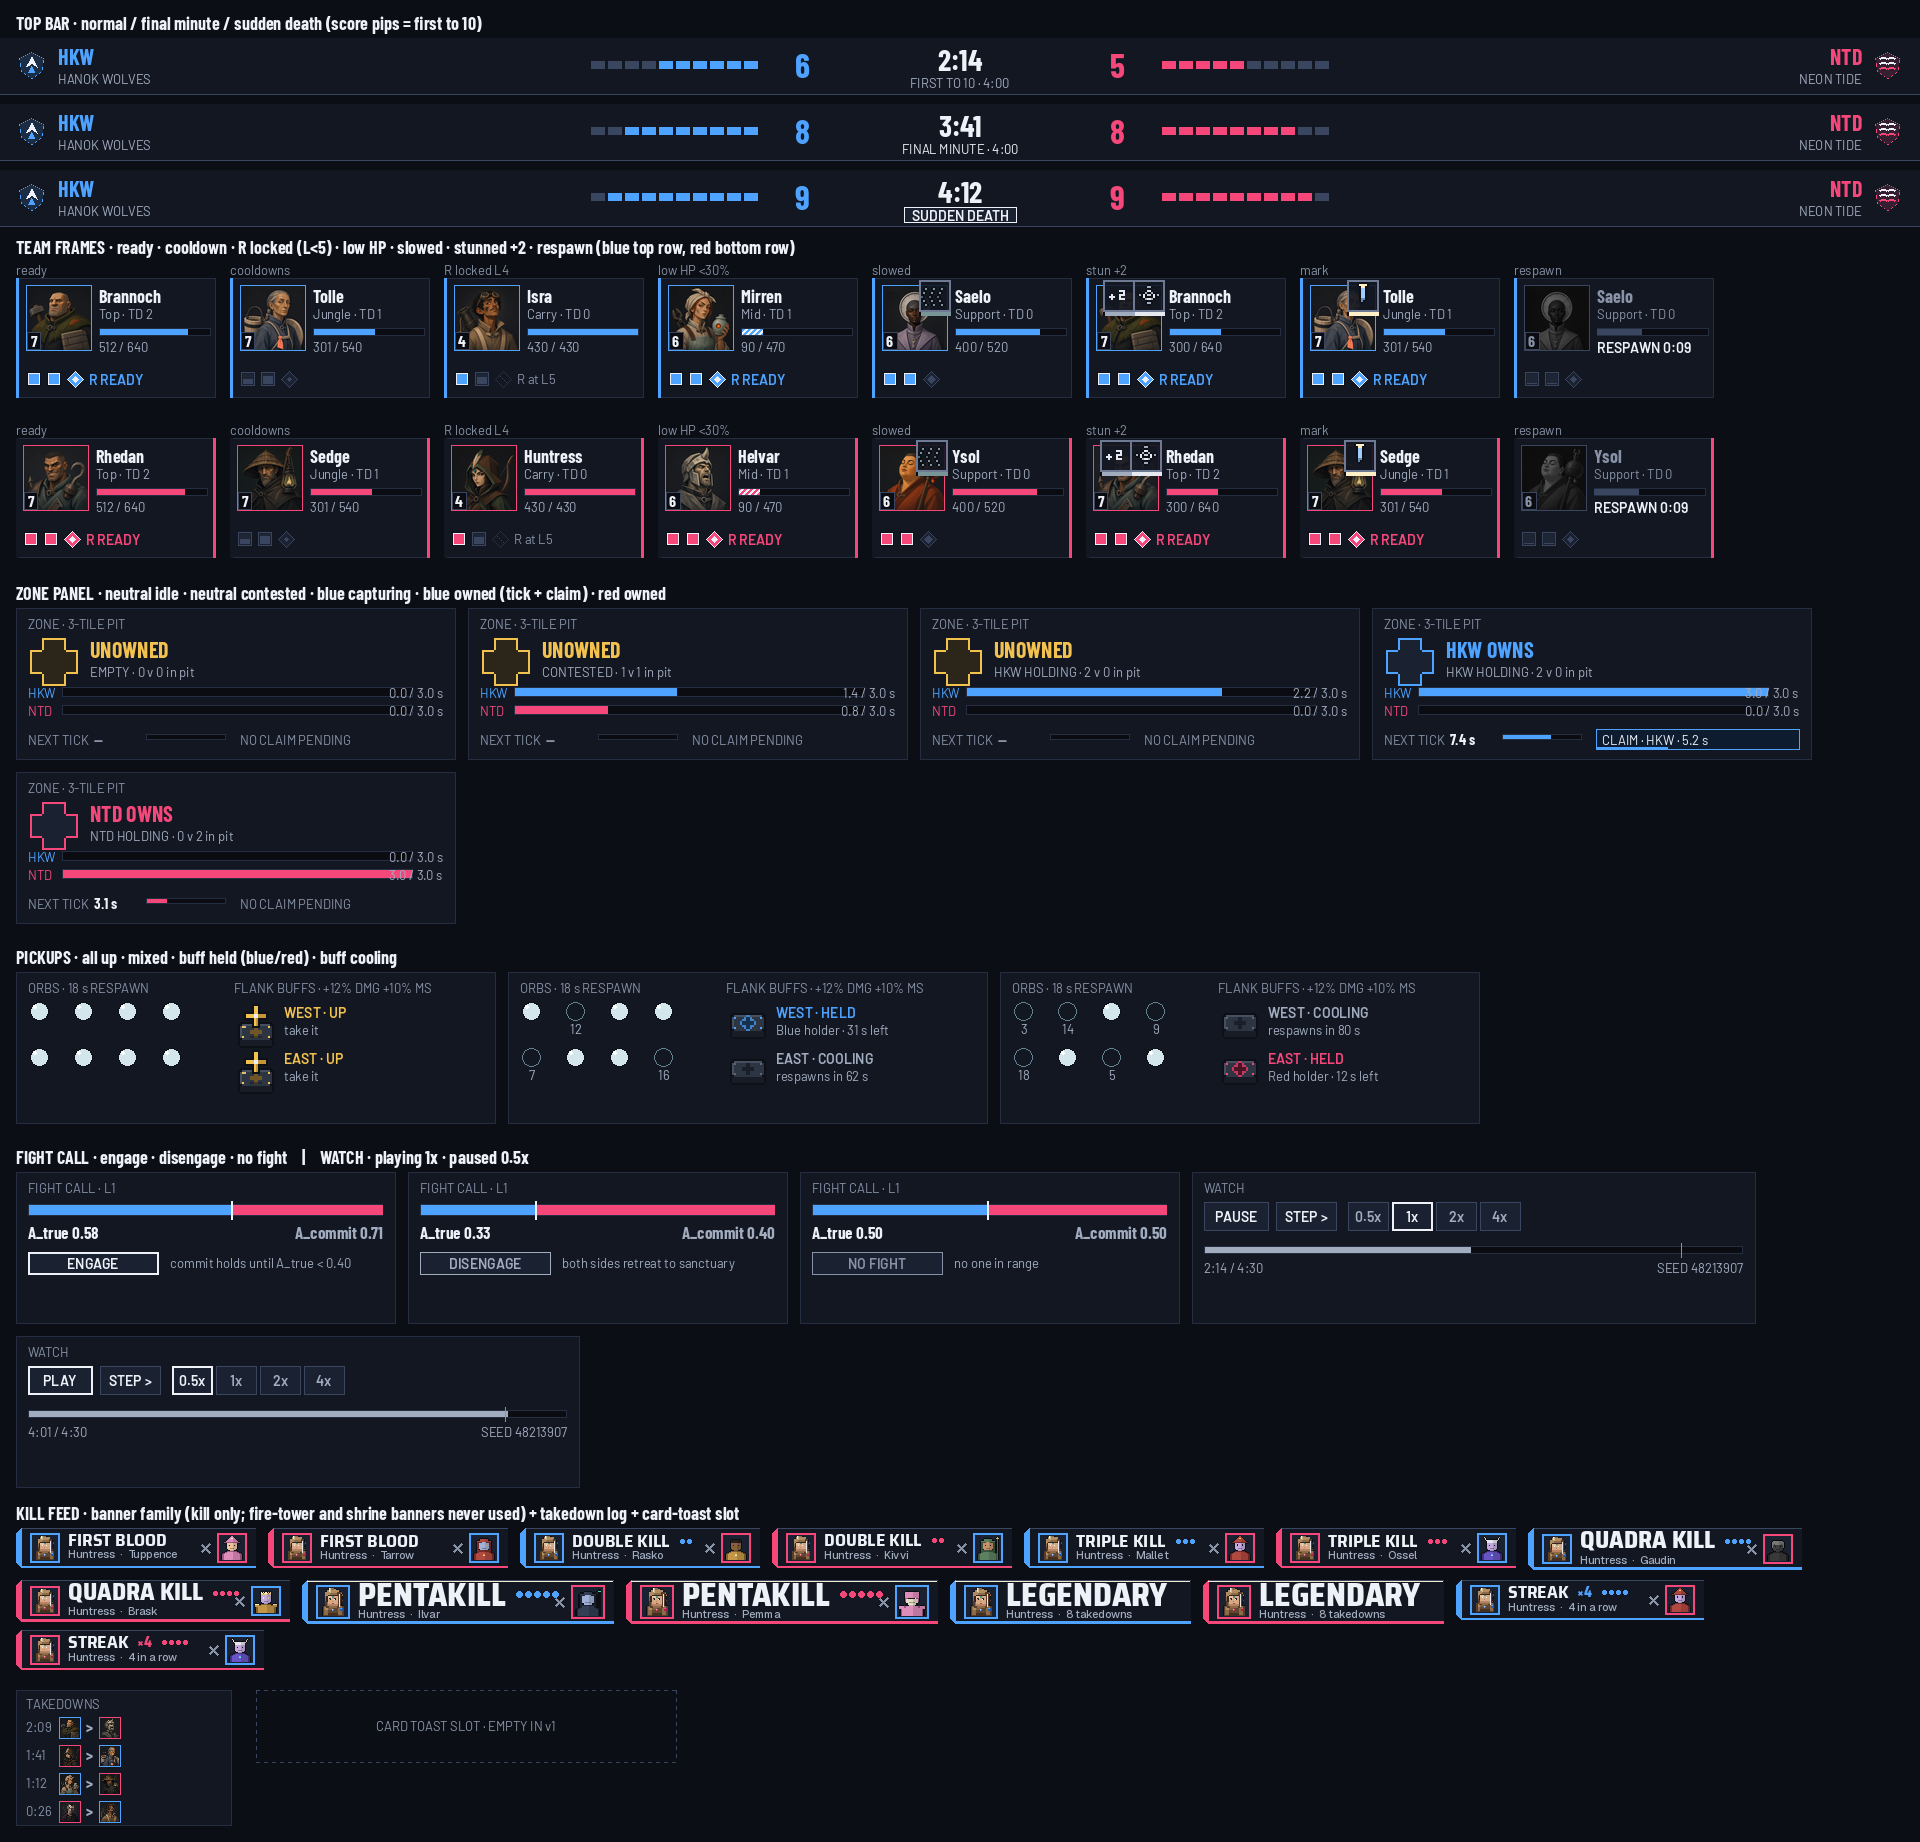 TOP BAR · normal / final minute / sudden death (score pips = first to 10)
HKW
HANOK WOLVES
6
2:14
FIRST TO 10 · 4:00
5
NTD
NEON TIDE
HKW
HANOK WOLVES
8
3:41
FINAL MINUTE · 4:00
8
NTD
NEON TIDE
HKW
HANOK WOLVES
9
4:12
SUDDEN DEATH
9
NTD
NEON TIDE
TEAM FRAMES · ready · cooldown · R locked (L<5) · low HP · slowed · stunned +2 · respawn (blue top row, red bottom row)
ready
7
Brannoch
Top · TD 2
512 / 640
R READY
cooldowns
7
Tolle
Jungle · TD 1
301 / 540
R locked L4
4
Isra
Carry · TD 0
430 / 430
R at L5
low HP <30%
6
Mirren
Mid · TD 1
90 / 470
R READY
slowed
6
Saelo
Support · TD 0
400 / 520
stun +2
+2
7
Brannoch
Top · TD 2
300 / 640
R READY
mark
7
Tolle
Jungle · TD 1
301 / 540
R READY
respawn
6
Saelo
Support · TD 0
RESPAWN 0:09
ready
7
Rhedan
Top · TD 2
512 / 640
R READY
cooldowns
7
Sedge
Jungle · TD 1
301 / 540
R locked L4
4
Huntress
Carry · TD 0
430 / 430
R at L5
low HP <30%
6
Helvar
Mid · TD 1
90 / 470
R READY
slowed
6
Ysol
Support · TD 0
400 / 520
stun +2
+2
7
Rhedan
Top · TD 2
300 / 640
R READY
mark
7
Sedge
Jungle · TD 1
301 / 540
R READY
respawn
6
Ysol
Support · TD 0
RESPAWN 0:09
ZONE PANEL · neutral idle · neutral contested · blue capturing · blue owned (tick + claim) · red owned
ZONE · 3-TILE PIT
UNOWNED
EMPTY · 0 v 0 in pit
HKW 0.0 / 3.0 s
NTD 0.0 / 3.0 s
NEXT TICK –
NO CLAIM PENDING
ZONE · 3-TILE PIT
UNOWNED
CONTESTED · 1 v 1 in pit
HKW 1.4 / 3.0 s
NTD 0.8 / 3.0 s
NEXT TICK –
NO CLAIM PENDING
ZONE · 3-TILE PIT
UNOWNED
HKW HOLDING · 2 v 0 in pit
HKW 2.2 / 3.0 s
NTD 0.0 / 3.0 s
NEXT TICK –
NO CLAIM PENDING
ZONE · 3-TILE PIT
HKW OWNS
HKW HOLDING · 2 v 0 in pit
HKW 3.0 / 3.0 s
NTD 0.0 / 3.0 s
NEXT TICK 7.4 s
CLAIM · HKW · 5.2 s
ZONE · 3-TILE PIT
NTD OWNS
NTD HOLDING · 0 v 2 in pit
HKW 0.0 / 3.0 s
NTD 3.0 / 3.0 s
NEXT TICK 3.1 s
NO CLAIM PENDING
PICKUPS · all up · mixed · buff held (blue/red) · buff cooling
ORBS · 18 s RESPAWN
FLANK BUFFS · +12% DMG +10% MS
WEST · UP
take it
EAST · UP
take it
ORBS · 18 s RESPAWN
12
7
16
FLANK BUFFS · +12% DMG +10% MS
WEST · HELD
Blue holder · 31 s left
EAST · COOLING
respawns in 62 s
ORBS · 18 s RESPAWN
3
14
9
18
5
FLANK BUFFS · +12% DMG +10% MS
WEST · COOLING
respawns in 80 s
EAST · HELD
Red holder · 12 s left
FIGHT CALL · engage · disengage · no fight | WATCH · playing 1x · paused 0.5x
FIGHT CALL · L1
A_true 0.58
A_commit 0.71
ENGAGE
commit holds until A_true < 0.40
FIGHT CALL · L1
A_true 0.33
A_commit 0.40
DISENGAGE
both sides retreat to sanctuary
FIGHT CALL · L1
A_true 0.50
A_commit 0.50
NO FIGHT
no one in range
WATCH
PAUSE
STEP >
0.5x
1x
2x
4x
2:14 / 4:30
SEED 48213907
WATCH
PLAY
STEP >
0.5x
1x
2x
4x
4:01 / 4:30
SEED 48213907
KILL FEED · banner family (kill only; fire-tower and shrine banners never used) + takedown log + card-toast slot
FIRST BLOOD
Huntress · Tuppence
FIRST BLOOD
Huntress · Tarrow
DOUBLE KILL
Huntress · Rasko
DOUBLE KILL
Huntress · Kivvi
TRIPLE KILL
Huntress · Mallet
TRIPLE KILL
Huntress · Ossel
QUADRA KILL
Huntress · Gaudin
QUADRA KILL
Huntress · Brask
PENTAKILL
Huntress · Ilvar
PENTAKILL
Huntress · Pemma
LEGENDARY
Huntress · 8 takedowns
LEGENDARY
Huntress · 8 takedowns
STREAK ×4
Huntress · 4 in a row
STREAK ×4
Huntress · 4 in a row
TAKEDOWNS
2:09 >
1:41 >
1:12 >
0:26 >
CARD TOAST SLOT · EMPTY IN v1